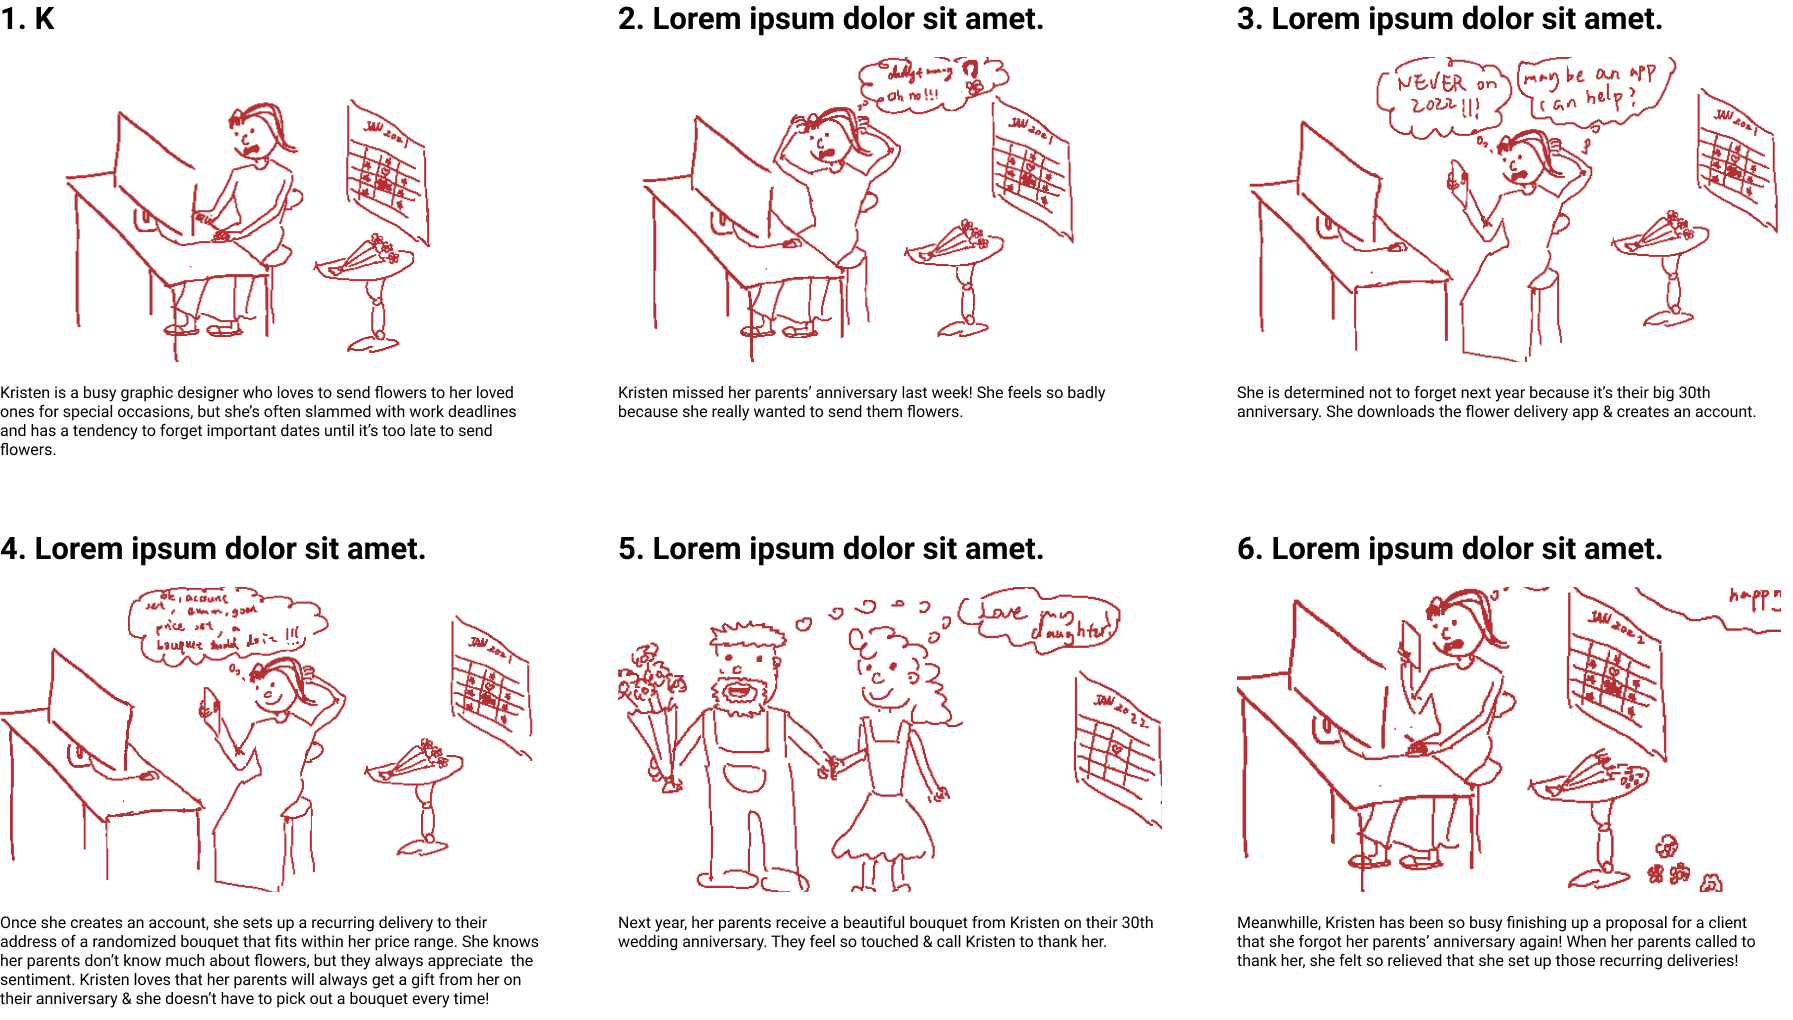 1. K
JAN 2021
Kristen is a busy graphic designer who loves to send flowers to her loved
ones for special occasions, but she's often slammed with work deadlines
and has a tendency to forget important dates until it's too late to send
flowers.
2. Lorem ipsum dolor sit amet.
Oh no!!!
JAN 2021
Kristen missed her parents' anniversary last week! She feels so badly
because she really wanted to send them flowers.
3. Lorem ipsum dolor sit amet.
NEVER on
2022!!!
maybe an app
can help?
JAN 2021
She is determined not to forget next year because it's their big 30th
anniversary. She downloads the flower delivery app & creates an account.
4. Lorem ipsum dolor sit amet.
ok, account
set, good
price set, a
bouquet
JAN 2021
Once she creates an account, she sets up a recurring delivery to their
address of a randomized bouquet that fits within her price range. She knows
her parents don't know much about flowers, but they always appreciate  the
sentiment. Kristen loves that her parents will always get a gift from her on
their anniversary & she doesn't have to pick out a bouquet every time!
5. Lorem ipsum dolor sit amet.
Love my
daughter!
JAN 2022
Next year, her parents receive a beautiful bouquet from Kristen on their 30th
wedding anniversary. They feel so touched & call Kristen to thank her.
6. Lorem ipsum dolor sit amet.
JAN 2022
Meanwhille, Kristen has been so busy finishing up a proposal for a client
that she forgot her parents' anniversary again! When her parents called to
thank her, she felt so relieved that she set up those recurring deliveries!